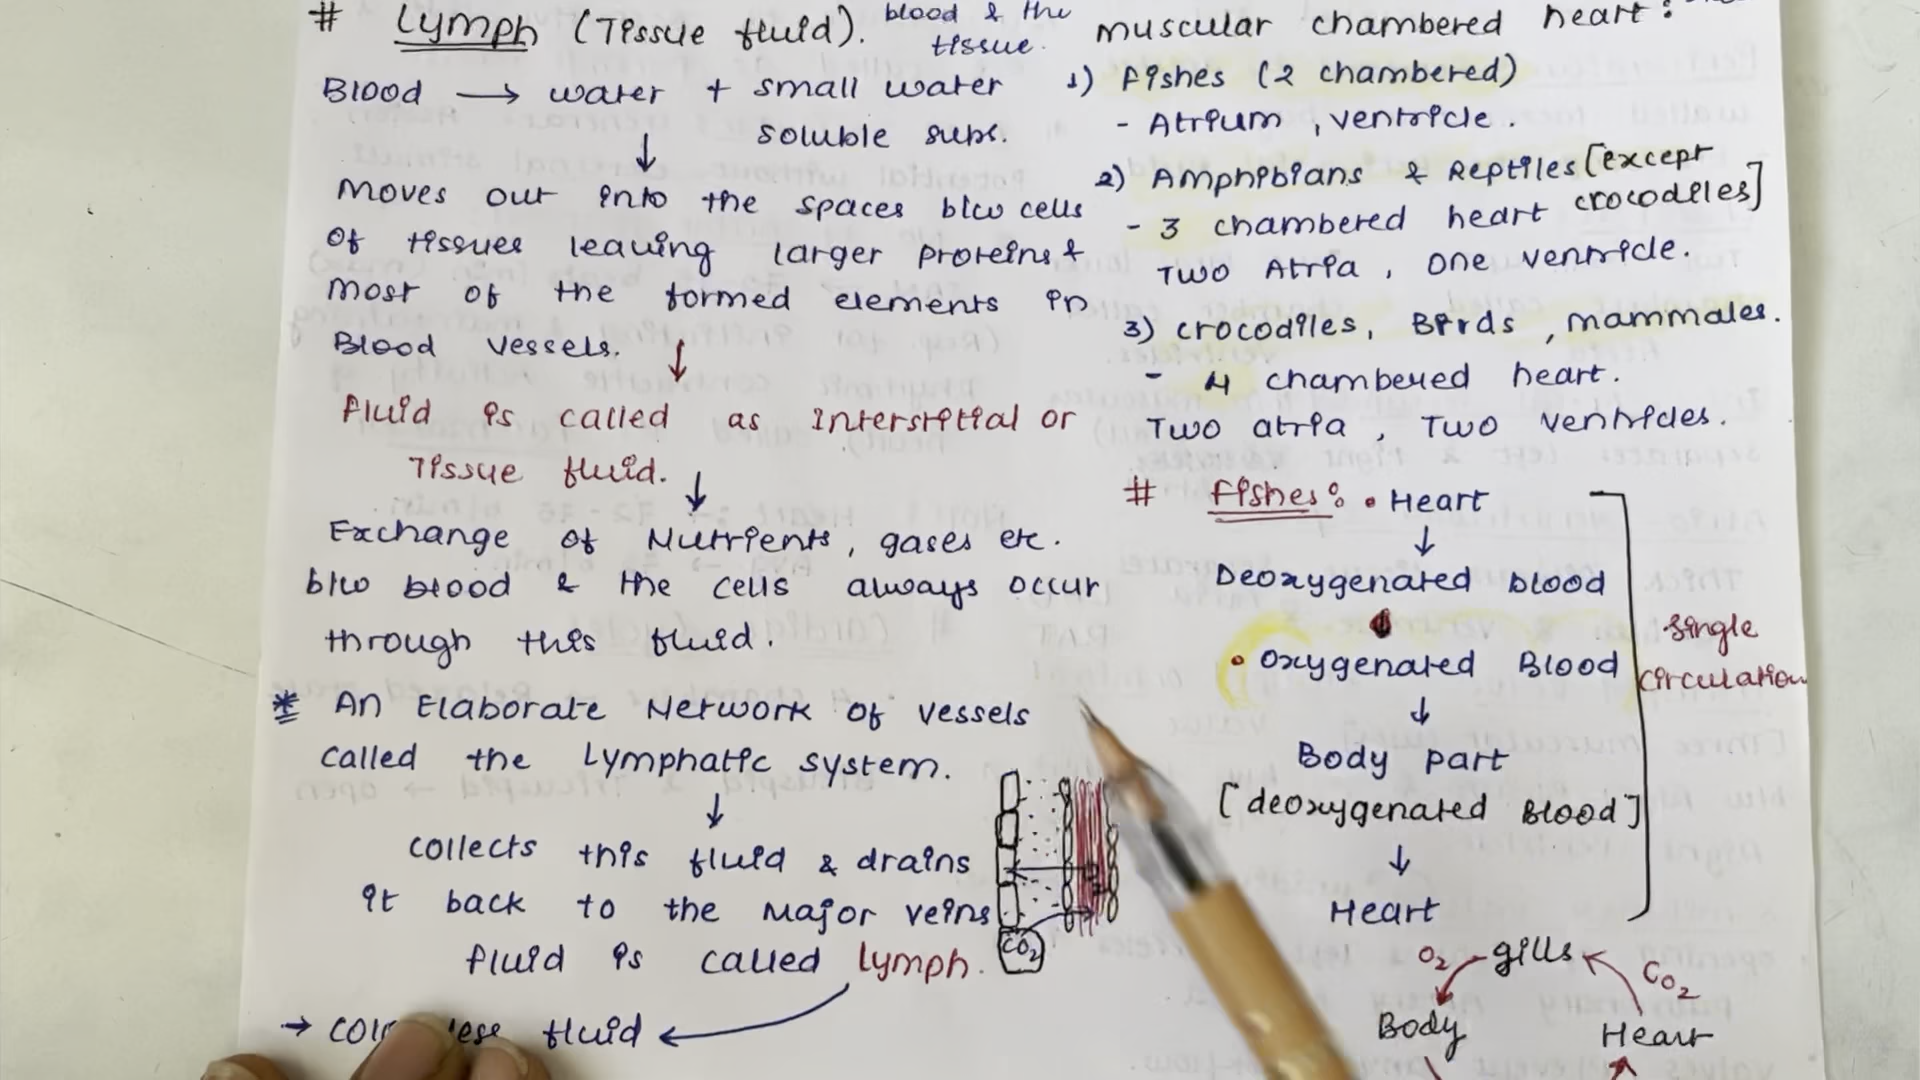 # Lymph (Tissue fluid).
blood & the
tissue.
Blood → water + small water
soluble subs.
↓
Moves out into the spaces b/w cells
of tissues leaving larger proteins &
most of the formed elements in
Blood vessels. ↓
fluid is called as Interstitial or
Tissue fluid. ↓
Exchange of Nutrients, gases etc.
b/w blood & the cells always occur
through this fluid.
* An Elaborate Network of vessels
called the Lymphatic system.
↓
collects this fluid & drains
it back to the Major veins
fluid is called lymph.
CO2
→ fluid ←
muscular chambered heart:
1) Fishes (2 chambered)
- Atrium, ventricle.
2) Amphibians & Reptiles [except
crocodiles]
- 3 chambered heart
Two Atria, one ventricle.
3) crocodiles, Birds, mammales.
- 4 chambered heart.
Two atria, Two ventricles.
# Fishes: • Heart
↓
Deoxygenated blood
• Oxygenated Blood
↓
Body part
[deoxygenated Blood]
↓
Heart
single
circulation
O2 gills CO2
Body Heart